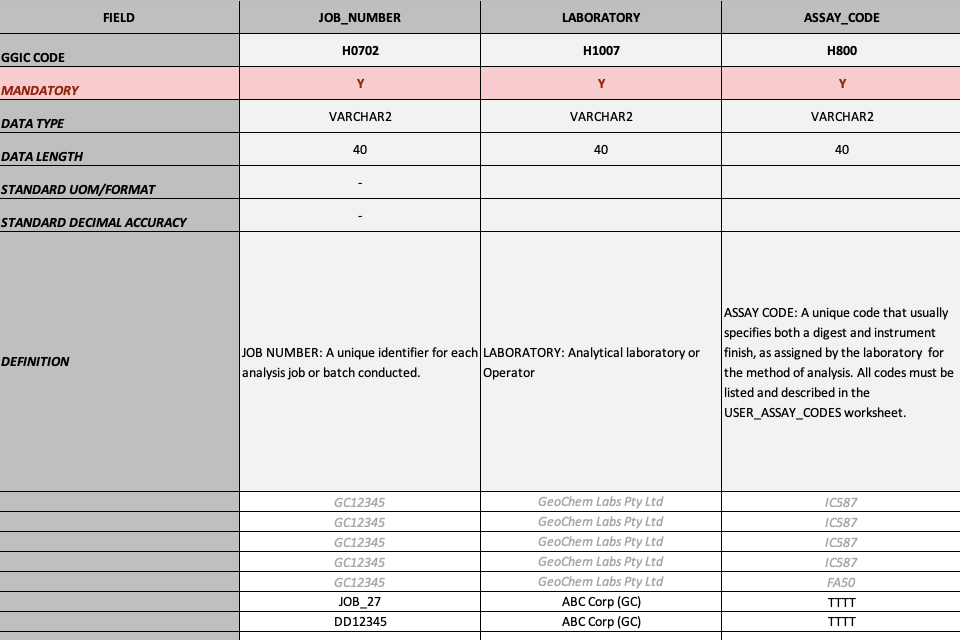 FIELD JOB_NUMBER LABORATORY ASSAY_CODE
GGIC CODE H0702 H1007 H800
MANDATORY Y Y Y
DATA TYPE VARCHAR2 VARCHAR2 VARCHAR2
DATA LENGTH 40 40 40
STANDARD UOM/FORMAT -
STANDARD DECIMAL ACCURACY -
DEFINITION
JOB NUMBER: A unique identifier for each
analysis job or batch conducted.
LABORATORY: Analytical laboratory or
Operator
ASSAY CODE: A unique code that usually
specifies both a digest and instrument
finish, as assigned by the laboratory for
the method of analysis. All codes must be
listed and described in the
USER_ASSAY_CODES worksheet.
GC12345 GeoChem Labs Pty Ltd IC587
GC12345 GeoChem Labs Pty Ltd IC587
GC12345 GeoChem Labs Pty Ltd IC587
GC12345 GeoChem Labs Pty Ltd IC587
GC12345 GeoChem Labs Pty Ltd FA50
JOB_27 ABC Corp (GC) TTTT
DD12345 ABC Corp (GC) TTTT